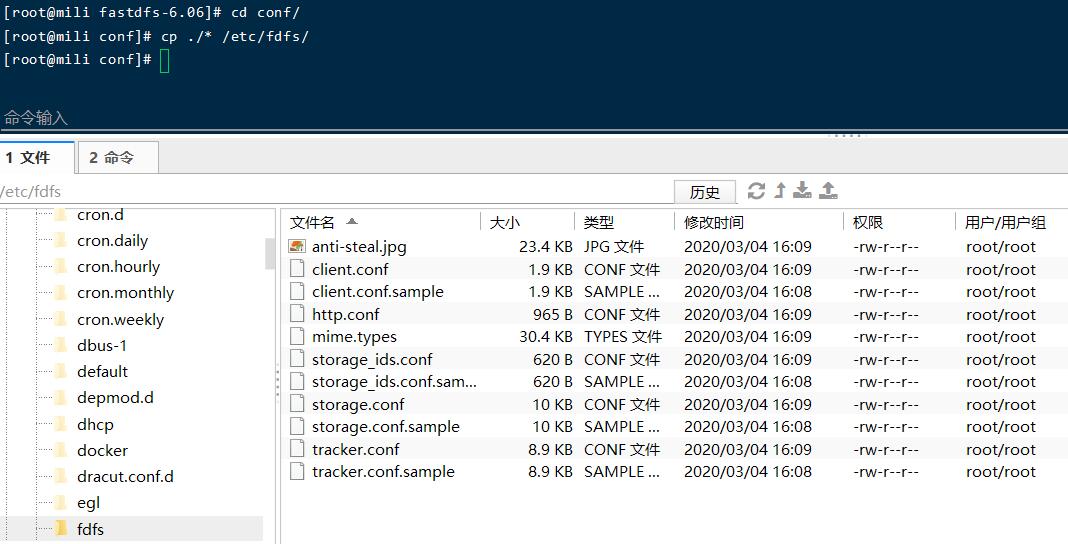 [root@mili fastdfs-6.06]# cd conf/
[root@mili conf]# cp ./* /etc/fdfs/
[root@mili conf]#
命令输入
1 文件 2 命令
/etc/fdfs 历史
cron.d
cron.daily
cron.hourly
cron.monthly
cron.weekly
dbus-1
default
depmod.d
dhcp
docker
dracut.conf.d
egl
fdfs
文件名 大小 类型 修改时间 权限 用户/用户组
anti-steal.jpg 23.4 KB JPG 文件 2020/03/04 16:09 -rw-r--r-- root/root
client.conf 1.9 KB CONF 文件 2020/03/04 16:09 -rw-r--r-- root/root
client.conf.sample 1.9 KB SAMPLE ... 2020/03/04 16:08 -rw-r--r-- root/root
http.conf 965 B CONF 文件 2020/03/04 16:09 -rw-r--r-- root/root
mime.types 30.4 KB TYPES 文件 2020/03/04 16:09 -rw-r--r-- root/root
storage_ids.conf 620 B CONF 文件 2020/03/04 16:09 -rw-r--r-- root/root
storage_ids.conf.sam... 620 B SAMPLE ... 2020/03/04 16:08 -rw-r--r-- root/root
storage.conf 10 KB CONF 文件 2020/03/04 16:09 -rw-r--r-- root/root
storage.conf.sample 10 KB SAMPLE ... 2020/03/04 16:08 -rw-r--r-- root/root
tracker.conf 8.9 KB CONF 文件 2020/03/04 16:09 -rw-r--r-- root/root
tracker.conf.sample 8.9 KB SAMPLE ... 2020/03/04 16:08 -rw-r--r-- root/root